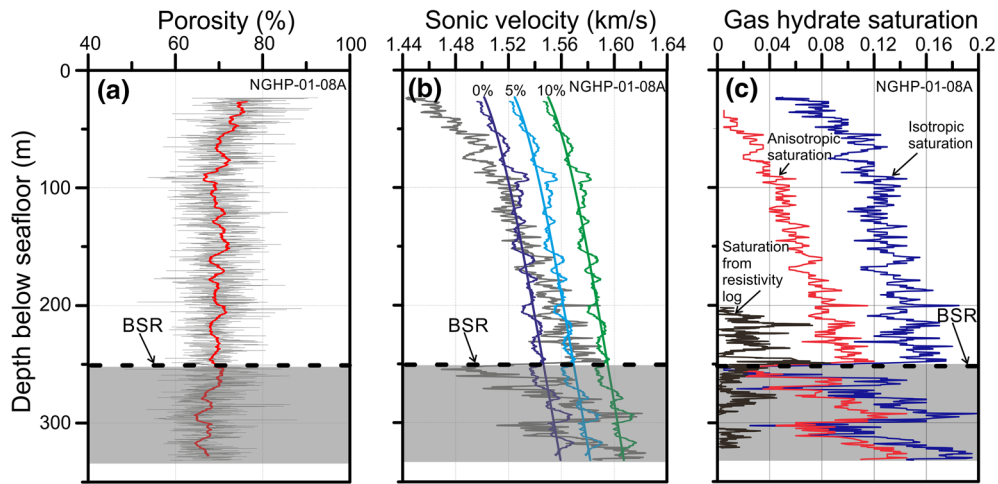 Porosity (%)
40 60 80 100
Sonic velocity (km/s)
1.44 1.48 1.52 1.56 1.60 1.64
Gas hydrate saturation
0 0.04 0.08 0.12 0.16 0.2
Depth below seafloor (m)
0
100
200
300
(a)
NGHP-01-08A
BSR
(b)
0% 5% 10%
NGHP-01-08A
BSR
(c)
NGHP-01-08A
Anisotropic
saturation
Isotropic
saturation
Saturation
from
resistivity
log
BSR